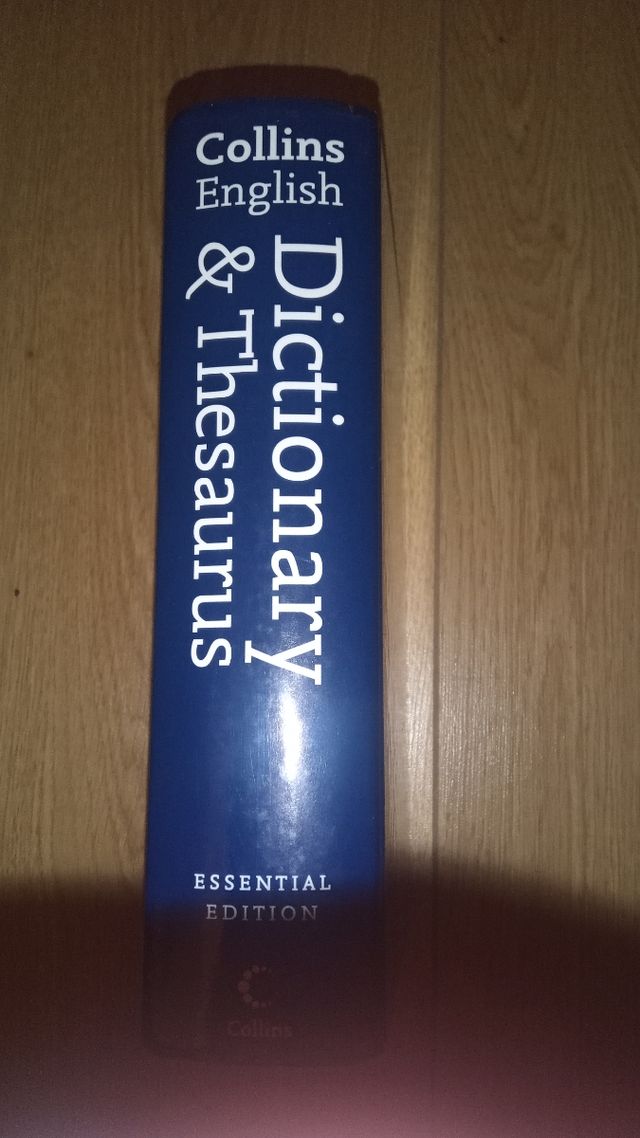 Collins
English
Dictionary
& Thesaurus
ESSENTIAL
EDITION
Collins